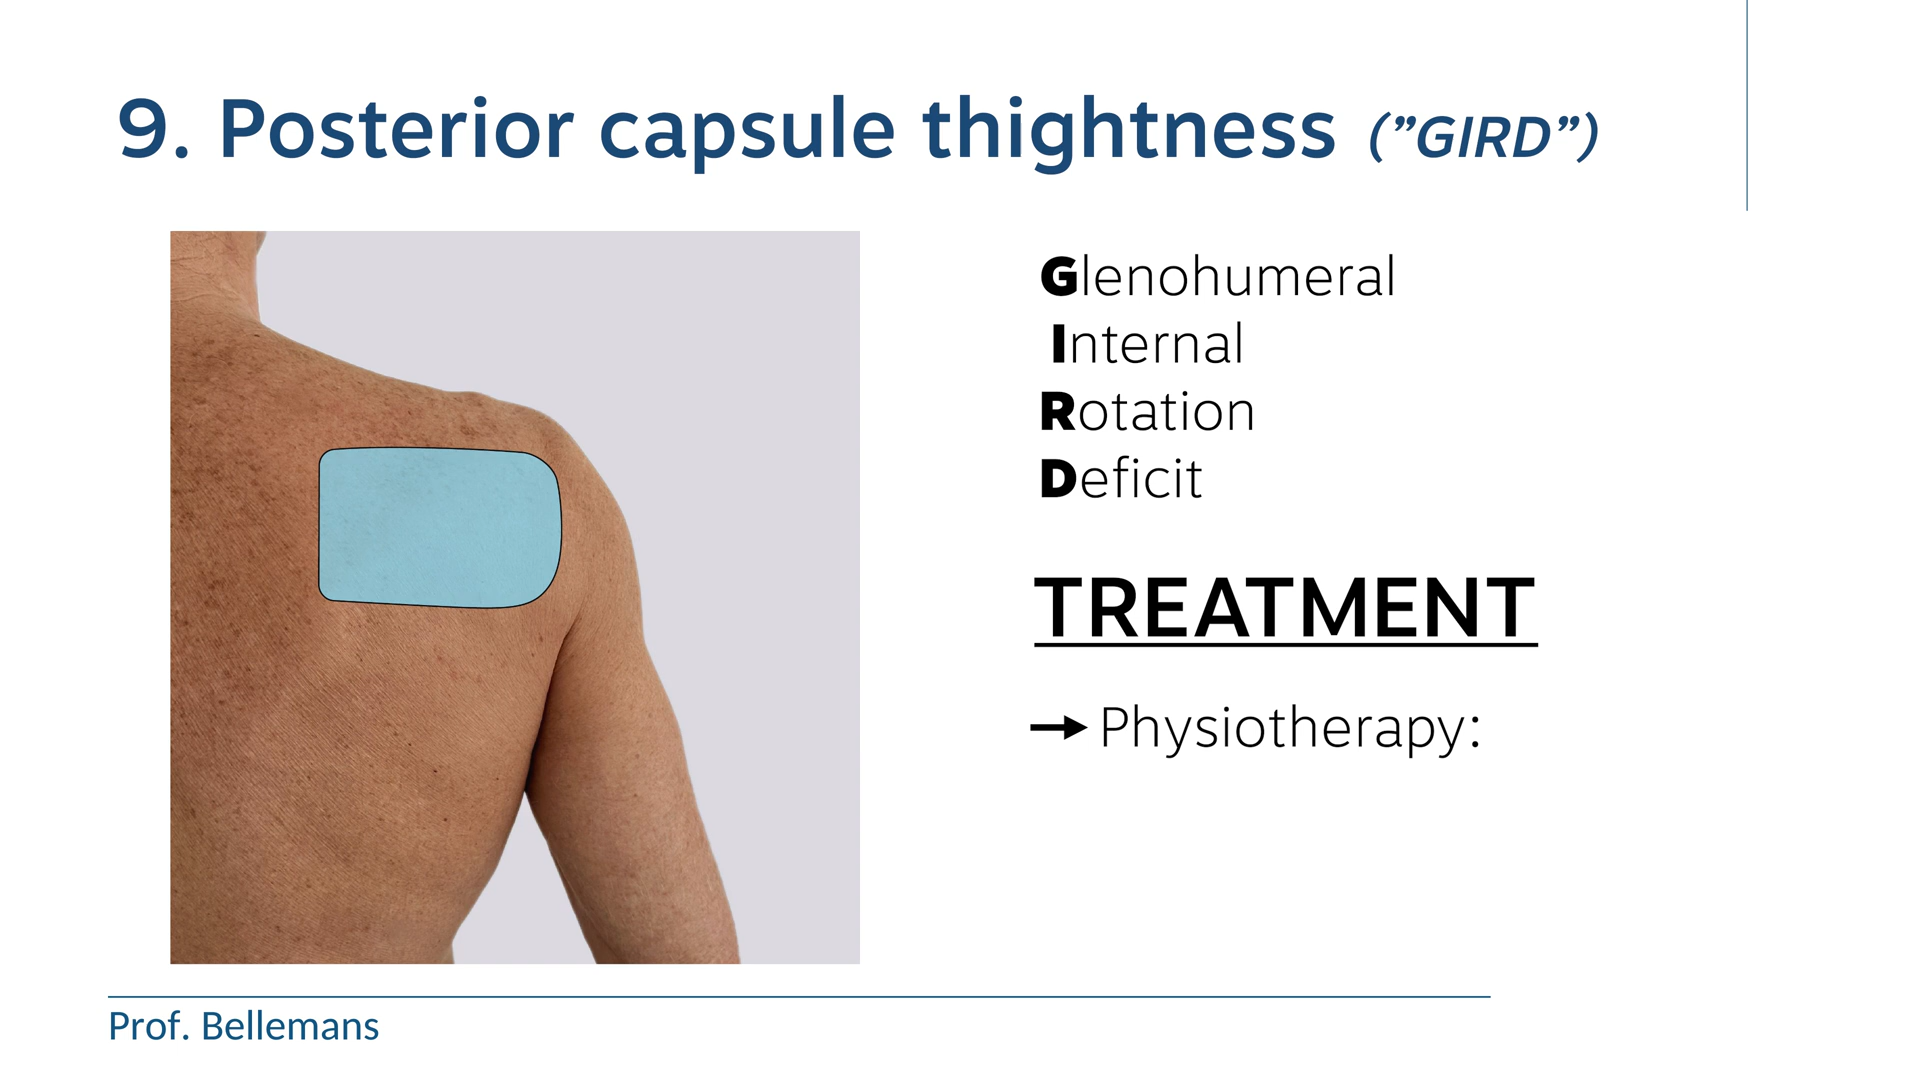 9. Posterior capsule thightness (”GIRD”)
Glenohumeral
Internal
Rotation
Deficit
TREATMENT
→ Physiotherapy:
Prof. Bellemans